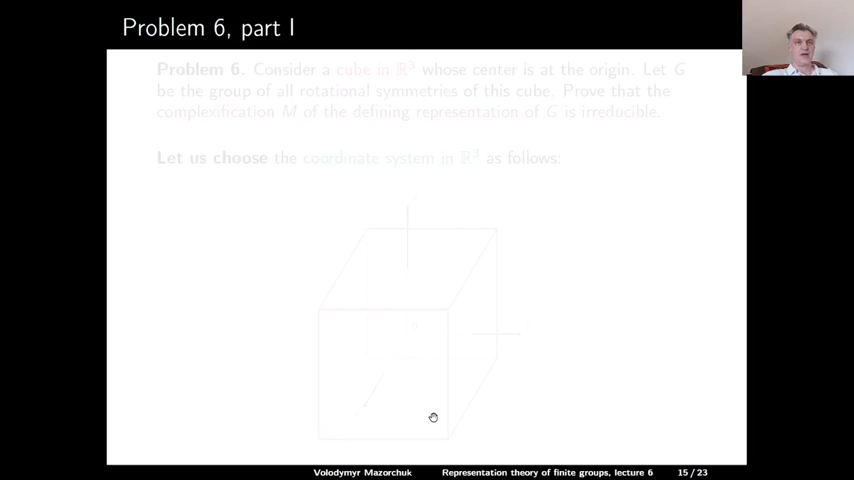 Problem 6, part I
Problem 6. Consider a cube in ℝ³ whose center is at the origin. Let G
be the group of all rotational symmetries of this cube. Prove that the
complexification M of the defining representation of G is irreducible.
Let us choose the coordinate system in ℝ³ as follows:
0
Volodymyr Mazorchuk Representation theory of finite groups, lecture 6 15 / 23